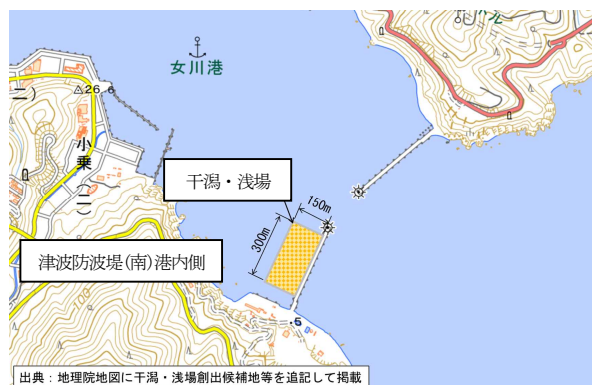 女川港
二)
26.6
小乗(二)
干潟・浅場
150m
300m
津波防波堤(南)港内側
100
5
出典：地理院地図に干潟・浅場創出候補地等を追記して掲載